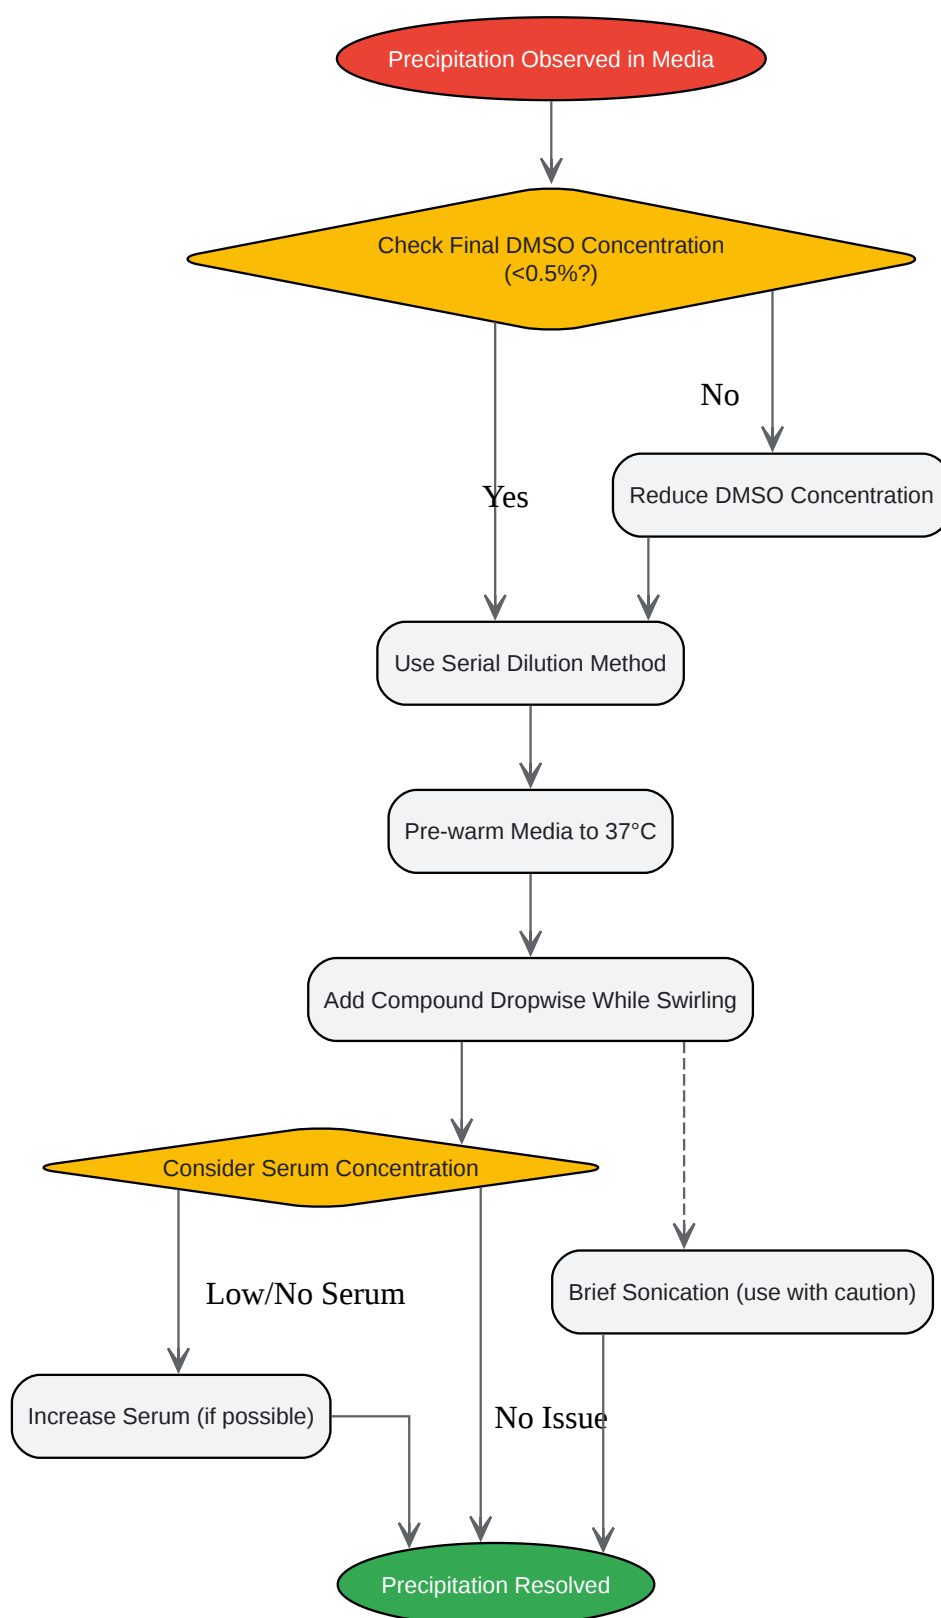 Precipitation Observed in Media
Check Final DMSO Concentration
(<0.5%?)
No
Yes
Reduce DMSO Concentration
Use Serial Dilution Method
Pre-warm Media to 37°C
Add Compound Dropwise While Swirling
Consider Serum Concentration
Low/No Serum
Brief Sonication (use with caution)
Increase Serum (if possible)
No Issue
Precipitation Resolved